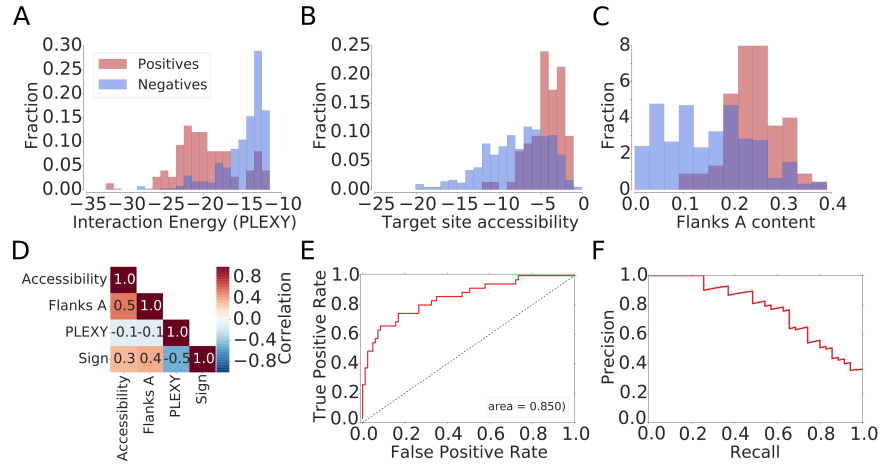 A
B
C
0.30
0.25
0.20
0.15
0.10
0.05
0.00
Fraction
Positives
Negatives
−35 −30 −25 −20 −15 −10
Interaction Energy (PLEXY)
0.25
0.20
0.15
0.10
0.05
0.00
Fraction
−25 −20 −15 −10 −5 0
Target site accessibility
8
6
4
2
0
Fraction
0.0 0.1 0.2 0.3 0.4
Flanks A content
D
E
F
Accessibility
Flanks A
PLEXY
Sign
1.0
0.5 1.0
-0.1 -0.1 1.0
0.3 0.4 -0.5 1.0
Accessibility
Flanks A
PLEXY
Sign
0.8
0.4
0.0
−0.4
−0.8
Correlation
1.0
0.8
0.6
0.4
0.2
0.0
True Positive Rate
area = 0.850)
0.0 0.2 0.4 0.6 0.8 1.0
False Positive Rate
1.0
0.8
0.6
0.4
0.2
0.0
Precision
0.0 0.2 0.4 0.6 0.8 1.0
Recall